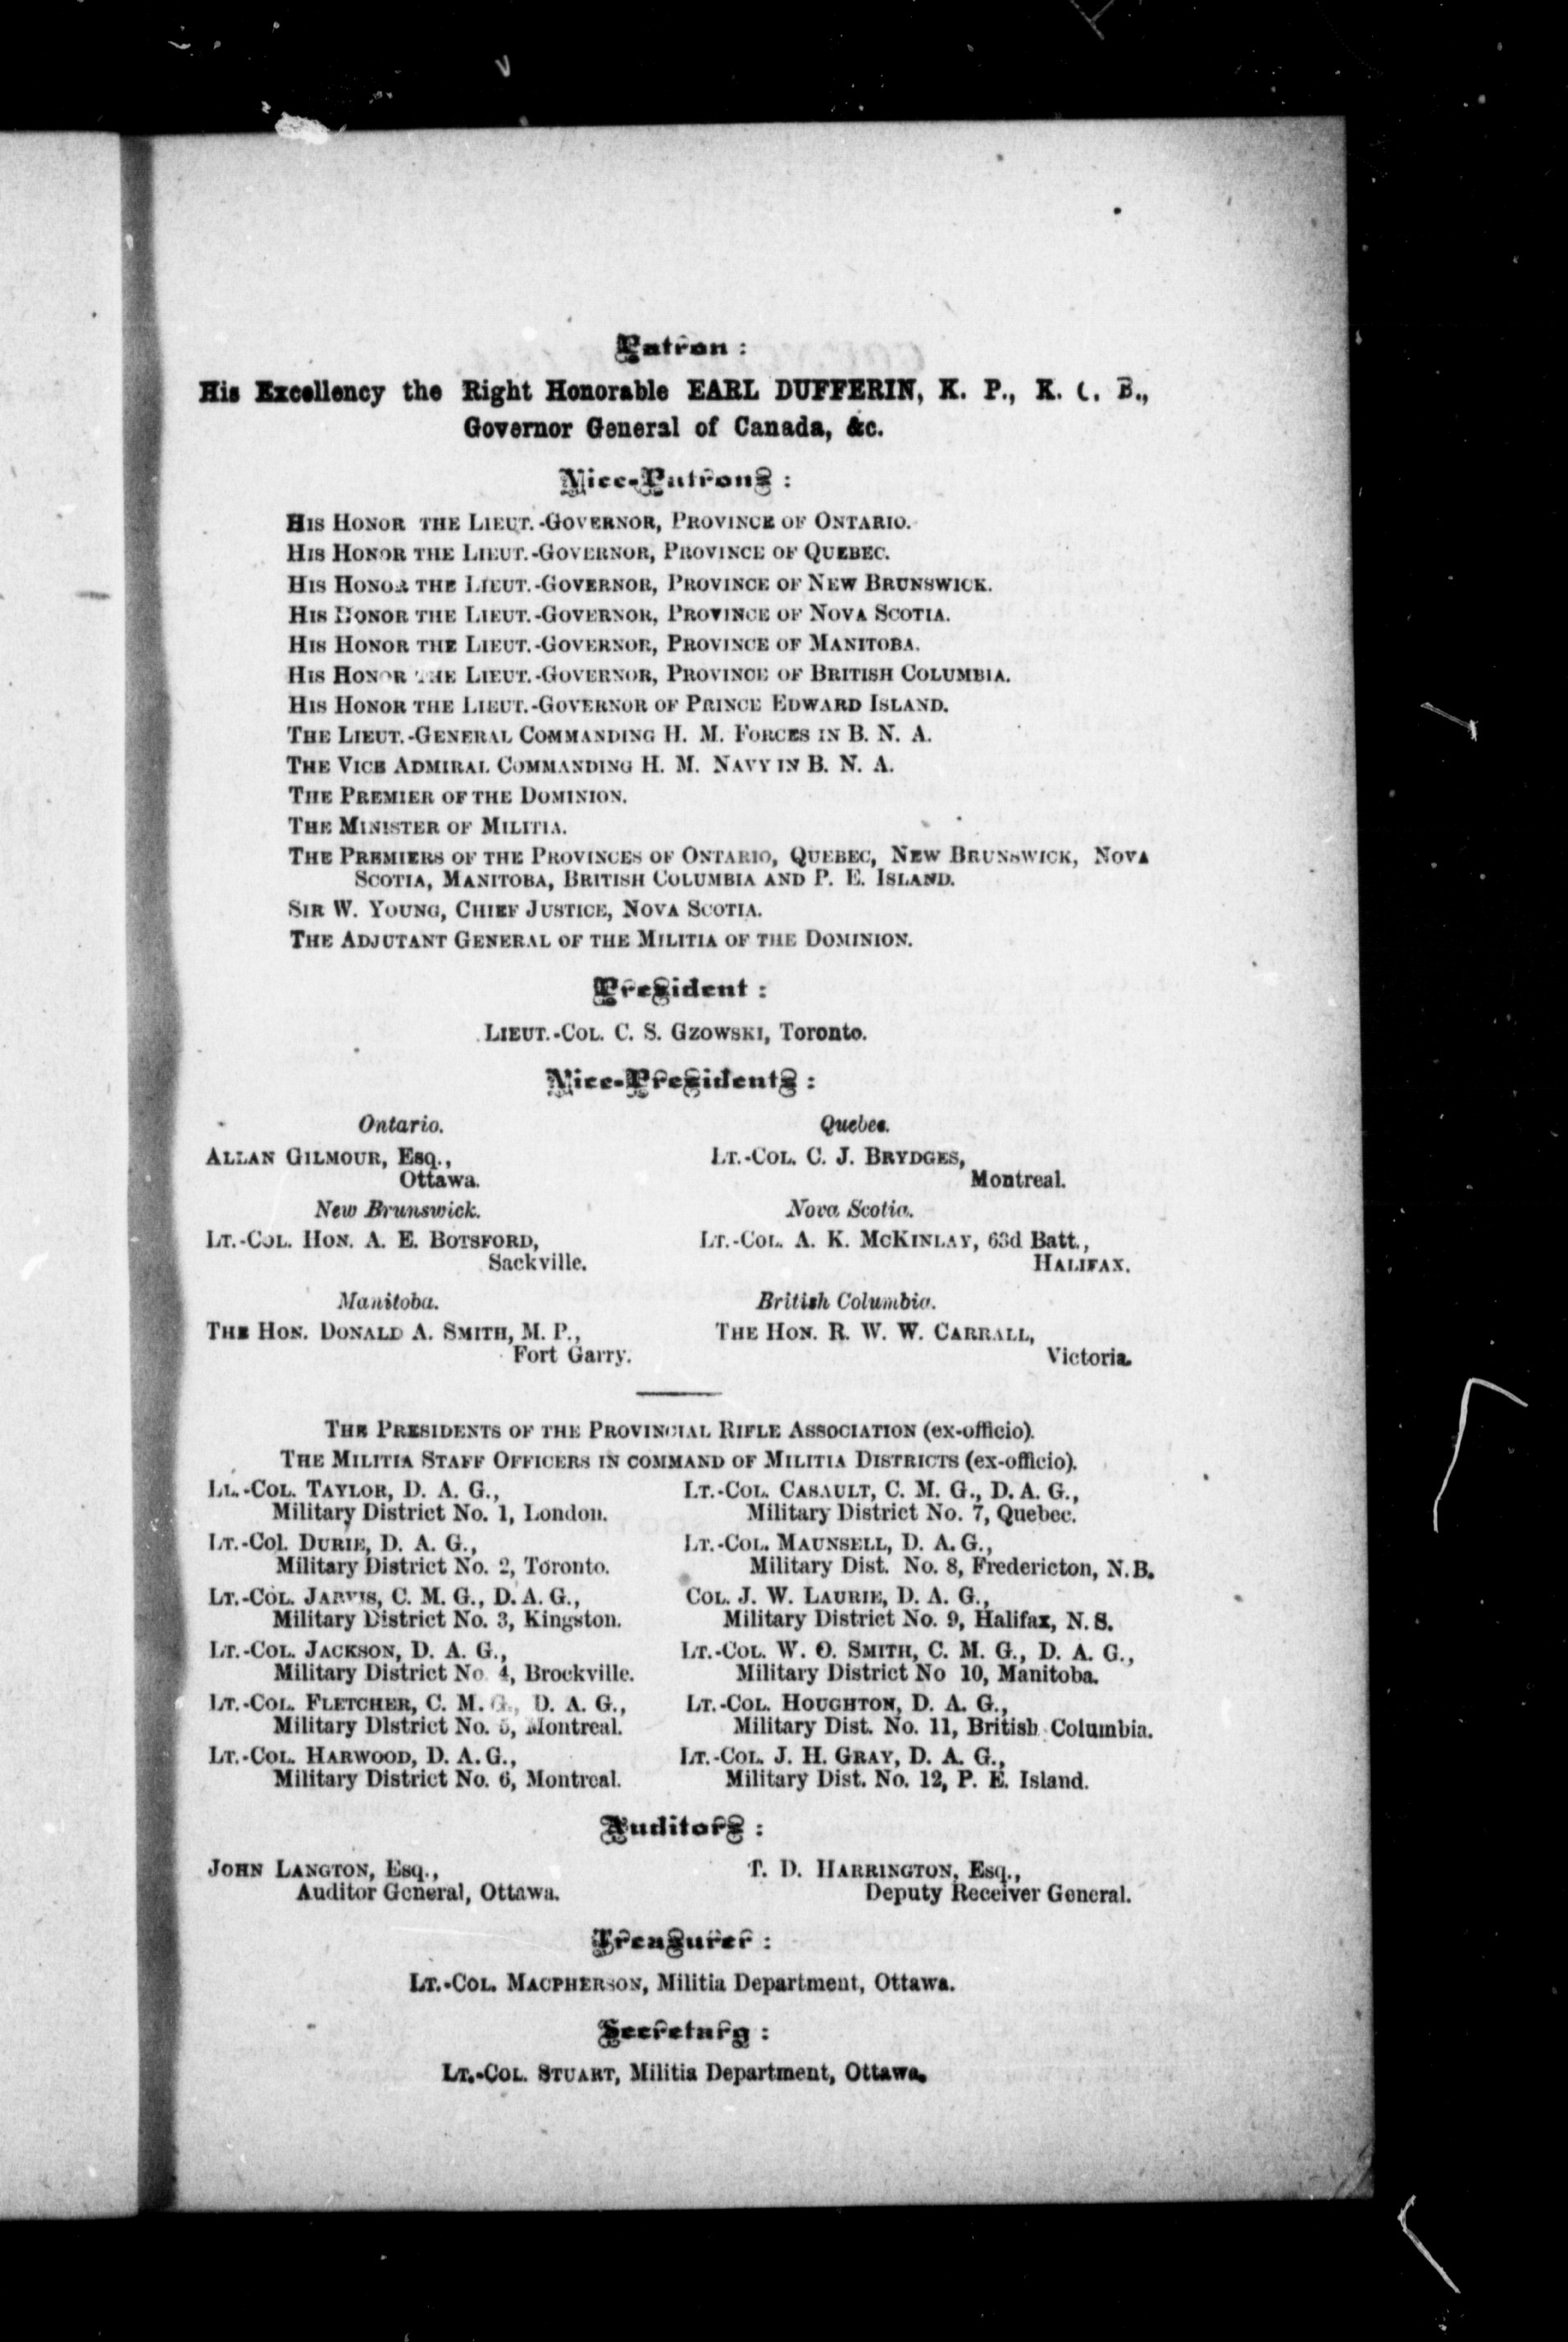 Patron :
His Excellency the Right Honorable EARL DUFFERIN, K. P., K. C. B.,
Governor General of Canada, &c.
Vice-Patrons :
HIS HONOR THE LIEUT.-GOVERNOR, PROVINCE OF ONTARIO.
HIS HONOR THE LIEUT.-GOVERNOR, PROVINCE OF QUEBEC.
HIS HONOR THE LIEUT.-GOVERNOR, PROVINCE OF NEW BRUNSWICK.
HIS HONOR THE LIEUT.-GOVERNOR, PROVINCE OF NOVA SCOTIA.
HIS HONOR THE LIEUT.-GOVERNOR, PROVINCE OF MANITOBA.
HIS HONOR THE LIEUT.-GOVERNOR, PROVINCE OF BRITISH COLUMBIA.
HIS HONOR THE LIEUT.-GOVERNOR OF PRINCE EDWARD ISLAND.
THE LIEUT.-GENERAL COMMANDING H. M. FORCES IN B. N. A.
THE VICE ADMIRAL COMMANDING H. M. NAVY IN B. N. A.
THE PREMIER OF THE DOMINION.
THE MINISTER OF MILITIA.
THE PREMIERS OF THE PROVINCES OF ONTARIO, QUEBEC, NEW BRUNSWICK, NOVA
SCOTIA, MANITOBA, BRITISH COLUMBIA AND P. E. ISLAND.
SIR W. YOUNG, CHIEF JUSTICE, NOVA SCOTIA.
THE ADJUTANT GENERAL OF THE MILITIA OF THE DOMINION.
President :
LIEUT.-COL. C. S. GZOWSKI, Toronto.
Vice-Presidents :
Ontario.
ALLAN GILMOUR, Esq.,
Ottawa.
Quebec.
LT.-COL. C. J. BRYDGES,
Montreal.
New Brunswick.
LT.-COL. HON. A. E. BOTSFORD,
Sackville.
Nova Scotia.
LT.-COL. A. K. MCKINLAY, 63d Batt.,
HALIFAX.
Manitoba.
THE HON. DONALD A. SMITH, M. P.,
Fort Garry.
British Columbia.
THE HON. R. W. W. CARRALL,
Victoria.
THE PRESIDENTS OF THE PROVINCIAL RIFLE ASSOCIATION (ex-officio).
THE MILITIA STAFF OFFICERS IN COMMAND OF MILITIA DISTRICTS (ex-officio).
LL.-COL. TAYLOR, D. A. G.,
Military District No. 1, London.
LT.-Col. DURIE, D. A. G.,
Military District No. 2, Toronto.
LT.-COL. JARVIS, C. M. G., D. A. G.,
Military District No. 3, Kingston.
LT.-COL. JACKSON, D. A. G.,
Military District No. 4, Brockville.
LT.-COL. FLETCHER, C. M. G., D. A. G.,
Military District No. 5, Montreal.
LT.-COL. HARWOOD, D. A. G.,
Military District No. 6, Montreal.
LT.-COL. CASAULT, C. M. G., D. A. G.,
Military District No. 7, Quebec.
LT.-COL. MAUNSELL, D. A. G.,
Military Dist. No. 8, Fredericton, N.B.
COL. J. W. LAURIE, D. A. G.,
Military District No. 9, Halifax, N. S.
LT.-COL. W. O. SMITH, C. M. G., D. A. G.,
Military District No 10, Manitoba.
LT.-COL. HOUGHTON, D. A. G.,
Military Dist. No. 11, British Columbia.
LT.-COL. J. H. GRAY, D. A. G.,
Military Dist. No. 12, P. E. Island.
Auditors :
JOHN LANGTON, Esq.,
Auditor General, Ottawa.
T. D. HARRINGTON, Esq.,
Deputy Receiver General.
Treasurer :
LT.-COL. MACPHERSON, Militia Department, Ottawa.
Secretary :
LT.-COL. STUART, Militia Department, Ottawa.